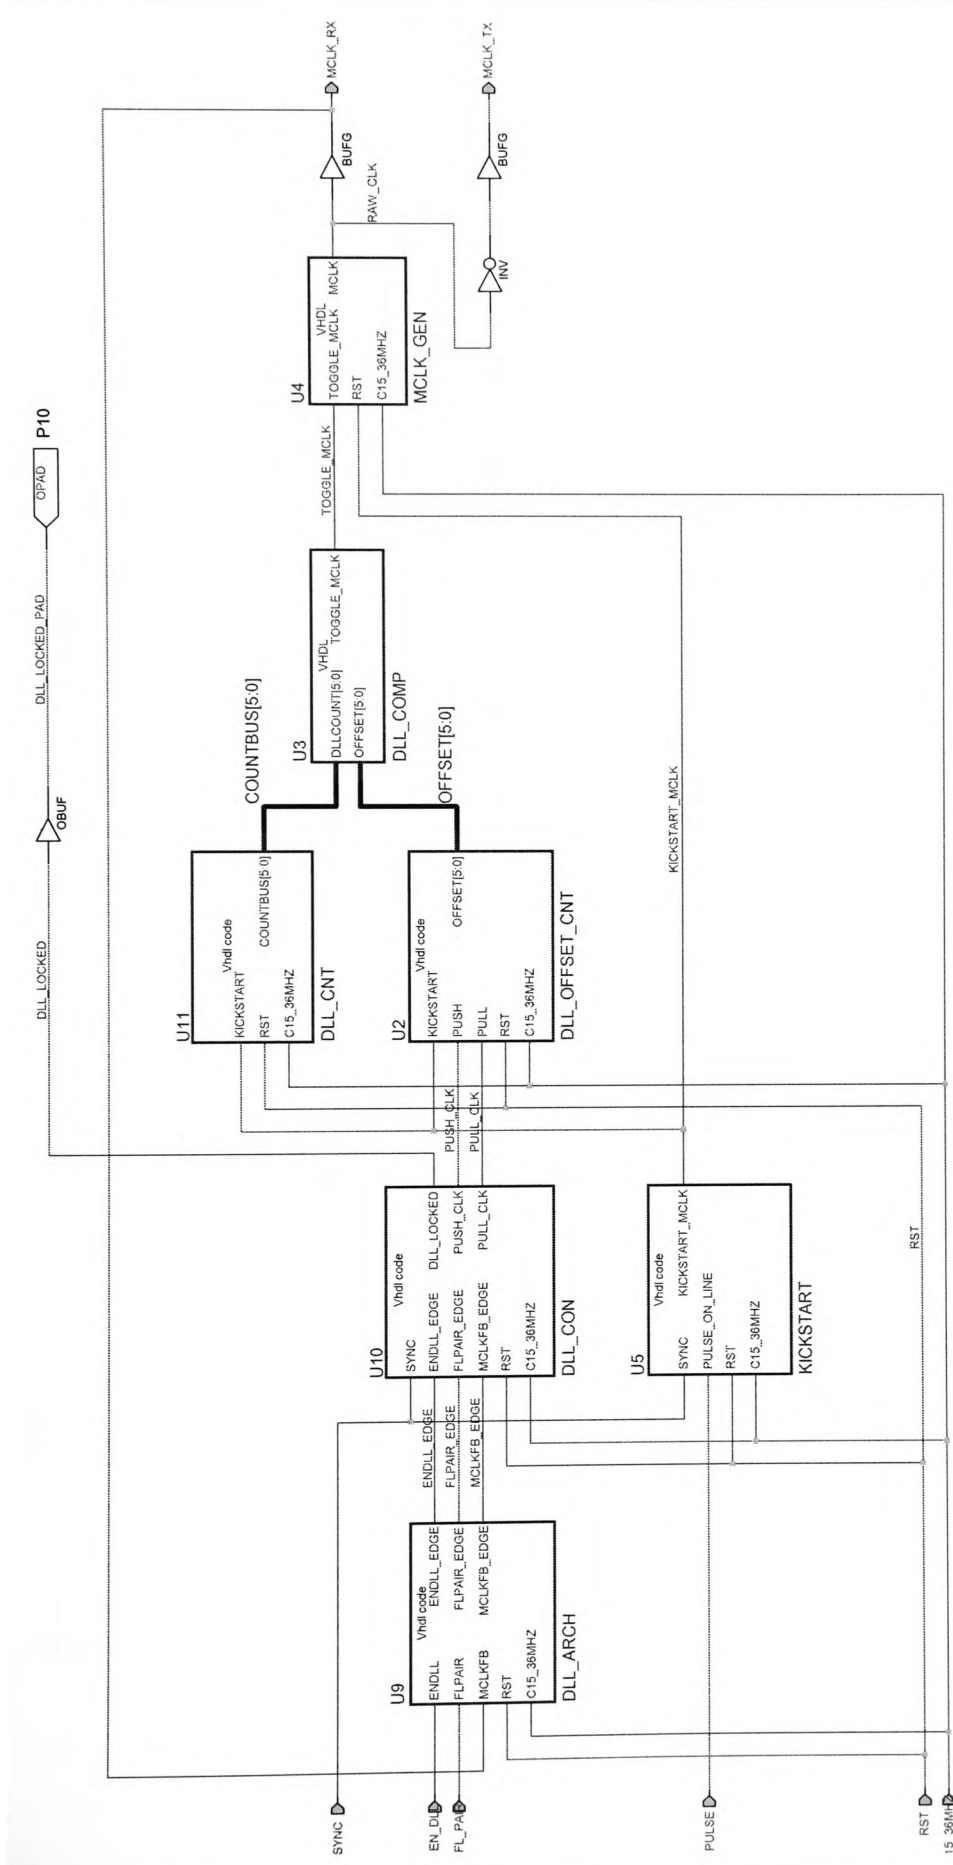 DLL_LOCKED
DLL_LOCKED_PAD
OBUF
OPAD
P10
SYNC
EN_DLL
FL_PAIR
PULSE
RST
U9
Vhdl code
ENDLL
ENDLL_EDGE
FLPAIR
FLPAIR_EDGE
MCLKFB
MCLKFB_EDGE
RST
C15_36MHZ
DLL_ARCH
ENDLL_EDGE
FLPAIR_EDGE
MCLKFB_EDGE
U10
Vhdl code
SYNC
ENDLL_EDGE
DLL_LOCKED
FLPAIR_EDGE
PUSH_CLK
MCLKFB_EDGE
PULL_CLK
RST
C15_36MHZ
DLL_CON
U5
Vhdl code
SYNC
KICKSTART_MCLK
PULSE_ON_LINE
RST
C15_36MHZ
KICKSTART
RST
PUSH_CLK
PULL_CLK
KICKSTART_MCLK
U11
Vhdl code
KICKSTART
COUNTBUS[5:0]
RST
C15_36MHZ
DLL_CNT
U2
Vhdl code
KICKSTART
PUSH
OFFSET[5:0]
PULL
RST
C15_36MHZ
DLL_OFFSET_CNT
COUNTBUS[5:0]
OFFSET[5:0]
U3
VHDL
DLLCOUNT[5:0]
TOGGLE_MCLK
OFFSET[5:0]
DLL_COMP
TOGGLE_MCLK
U4
VHDL
TOGGLE_MCLK
MCLK
RST
C15_36MHZ
MCLK_GEN
RAW_CLK
BUFG
MCLK_RX
INV
BUFG
MCLK_TX